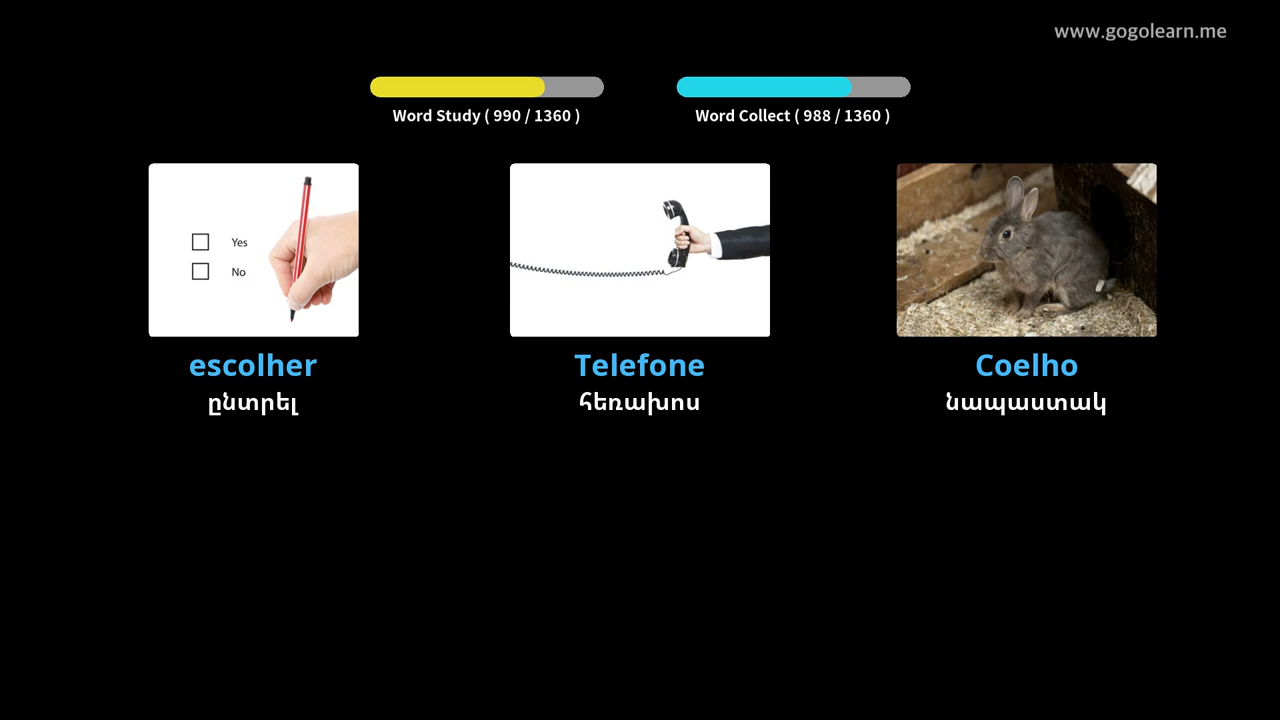 www.gogolearn.me
Word Study ( 990 / 1360 )
Word Collect ( 988 / 1360 )
Yes
No
escolher
Telefone
Coelho
ընտրել
հեռախոս
նապաստակ